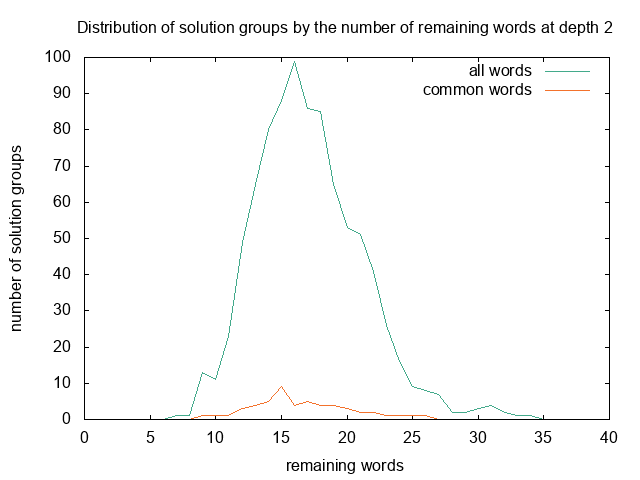 Distribution of solution groups by the number of remaining words at depth 2
all words
common words
number of solution groups
100
90
80
70
60
50
40
30
20
10
0
0 5 10 15 20 25 30 35 40
remaining words